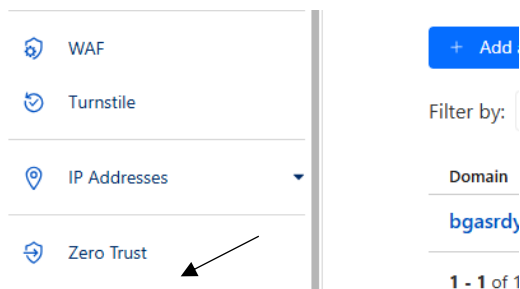 WAF
Turnstile
IP Addresses
Zero Trust
+ Add
Filter by:
Domain
bgasrdy
1 - 1 of 1